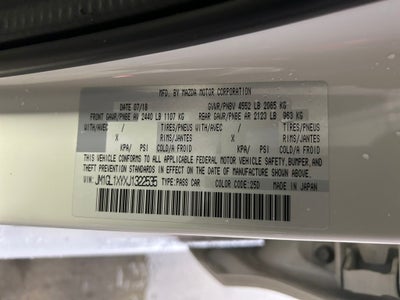 MFD. BY MAZDA MOTOR CORPORATION
DATE 07/18 GVWR/PNBV 4552 LB 2065 KG
FRONT GAWR/PNBE AV 2440 LB 1107 KG REAR GAWR/PNBE AR 2123 LB 963 KG
WITH/AVEC X / TIRES/PNEUS WITH/AVEC X / TIRES/PNEUS
X RIMS/JANTES X RIMS/JANTES
KPA/ PSI COLD/A FROID KPA/ PSI COLD/A FROID
THIS VEHICLE CONFORMS TO ALL APPLICABLE FEDERAL MOTOR VEHICLE SAFETY, BUMPER, AND
THEFT PREVENTION STANDARDS IN EFFECT ON THE DATE OF MANUFACTURE SHOWN ABOVE.
VIN: TYPE:PASS CAR COLOR CODE:25D MADE IN JAPAN